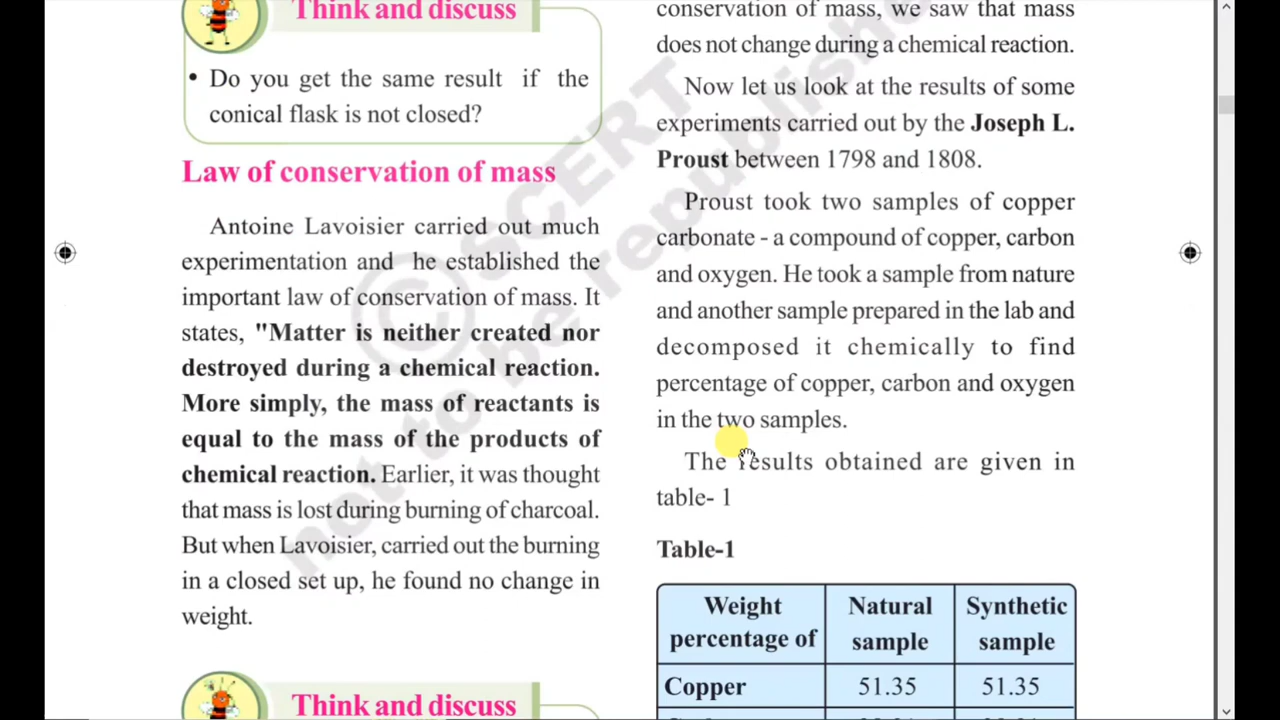 Think and discuss
• Do you get the same result if the
conical flask is not closed?
Law of conservation of mass
Antoine Lavoisier carried out much
experimentation and he established the
important law of conservation of mass. It
states, "Matter is neither created nor
destroyed during a chemical reaction.
More simply, the mass of reactants is
equal to the mass of the products of
chemical reaction. Earlier, it was thought
that mass is lost during burning of charcoal.
But when Lavoisier, carried out the burning
in a closed set up, he found no change in
weight.
Think and discuss
conservation of mass, we saw that mass
does not change during a chemical reaction.
Now let us look at the results of some
experiments carried out by the Joseph L.
Proust between 1798 and 1808.
Proust took two samples of copper
carbonate - a compound of copper, carbon
and oxygen. He took a sample from nature
and another sample prepared in the lab and
decomposed it chemically to find
percentage of copper, carbon and oxygen
in the two samples.
The results obtained are given in
table- 1
Table-1
Weight percentage of
Natural sample
Synthetic sample
Copper 51.35 51.35
© SCERT
not to be republished